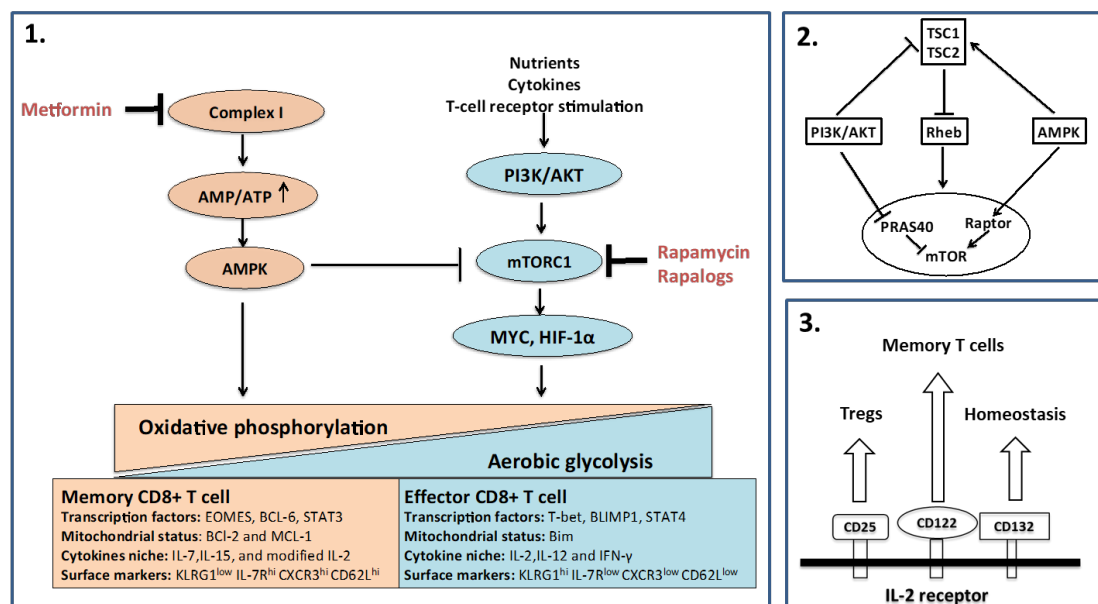 1.
Metformin
Complex I
AMP/ATP ↑
AMPK
Nutrients
Cytokines
T-cell receptor stimulation
PI3K/AKT
mTORC1
Rapamycin
Rapalogs
MYC, HIF-1α
Oxidative phosphorylation
Aerobic glycolysis
Memory CD8+ T cell
Transcription factors: EOMES, BCL-6, STAT3
Mitochondrial status: BCl-2 and MCL-1
Cytokines niche: IL-7,IL-15, and modified IL-2
Surface markers: KLRG1low IL-7Rhi CXCR3hi CD62Lhi
Effector CD8+ T cell
Transcription factors: T-bet, BLIMP1, STAT4
Mitochondrial status: Bim
Cytokine niche: IL-2,IL-12 and IFN-γ
Surface markers: KLRG1hi IL-7Rlow CXCR3low CD62Llow
2.
TSC1
TSC2
PI3K/AKT
Rheb
AMPK
PRAS40
Raptor
mTOR
3.
Memory T cells
Tregs
Homeostasis
CD25
CD122
CD132
IL-2 receptor